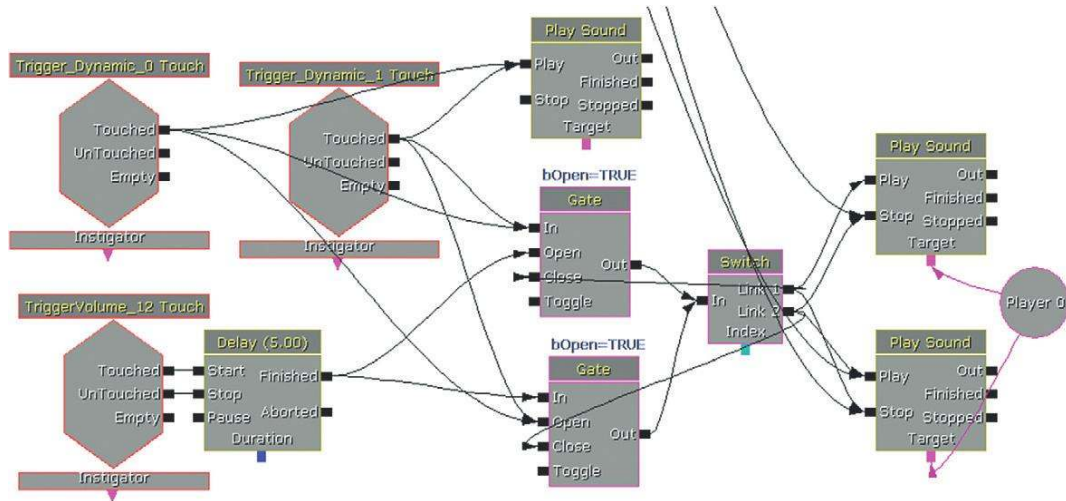 Trigger_Dynamic_0 Touch
Touched
UnTouched
Empty
Instigator
Trigger_Dynamic_1 Touch
Touched
UnTouched
Empty
Instigator
Play Sound
Play
Out
Finished
Stop
Stopped
Target
bOpen=TRUE
Gate
In
Open
Out
Close
Toggle
Switch
Link 1
In
Link 2
Index
Play Sound
Out
Play
Finished
Stop
Stopped
Target
Player 0
TriggerVolume_12 Touch
Touched
UnTouched
Empty
Instigator
Delay (5.00)
Start
Finished
Stop
Pause
Aborted
Duration
bOpen=TRUE
Gate
In
Open
Out
Close
Toggle
Play Sound
Out
Play
Finished
Stop
Stopped
Target